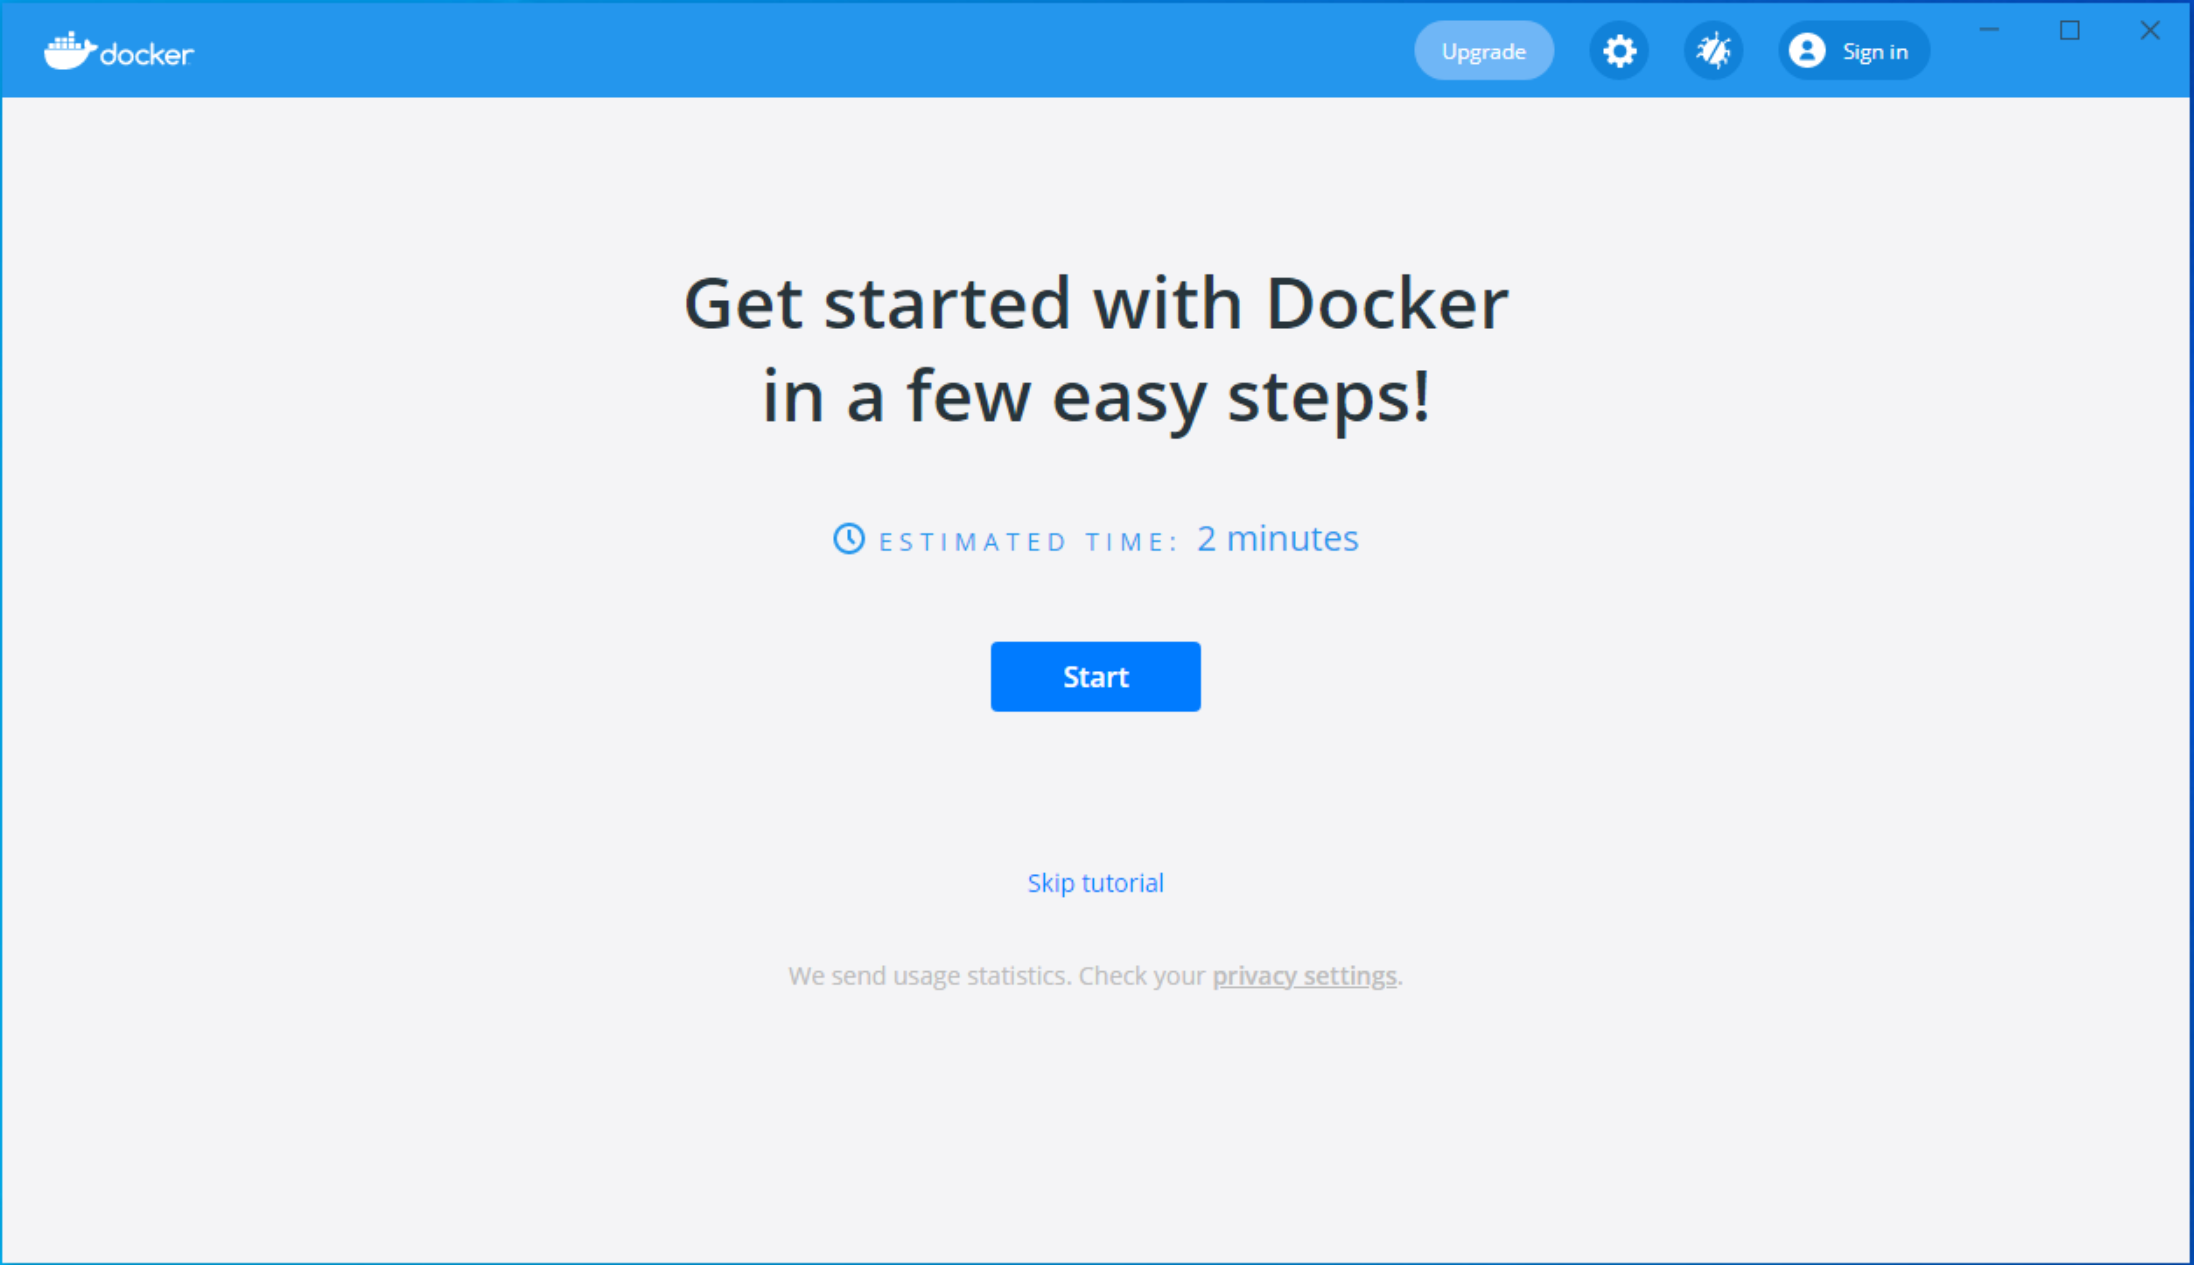 docker
Upgrade
Sign in
Get started with Docker
in a few easy steps!
ESTIMATED TIME: 2 minutes
Start
Skip tutorial
We send usage statistics. Check your privacy settings.